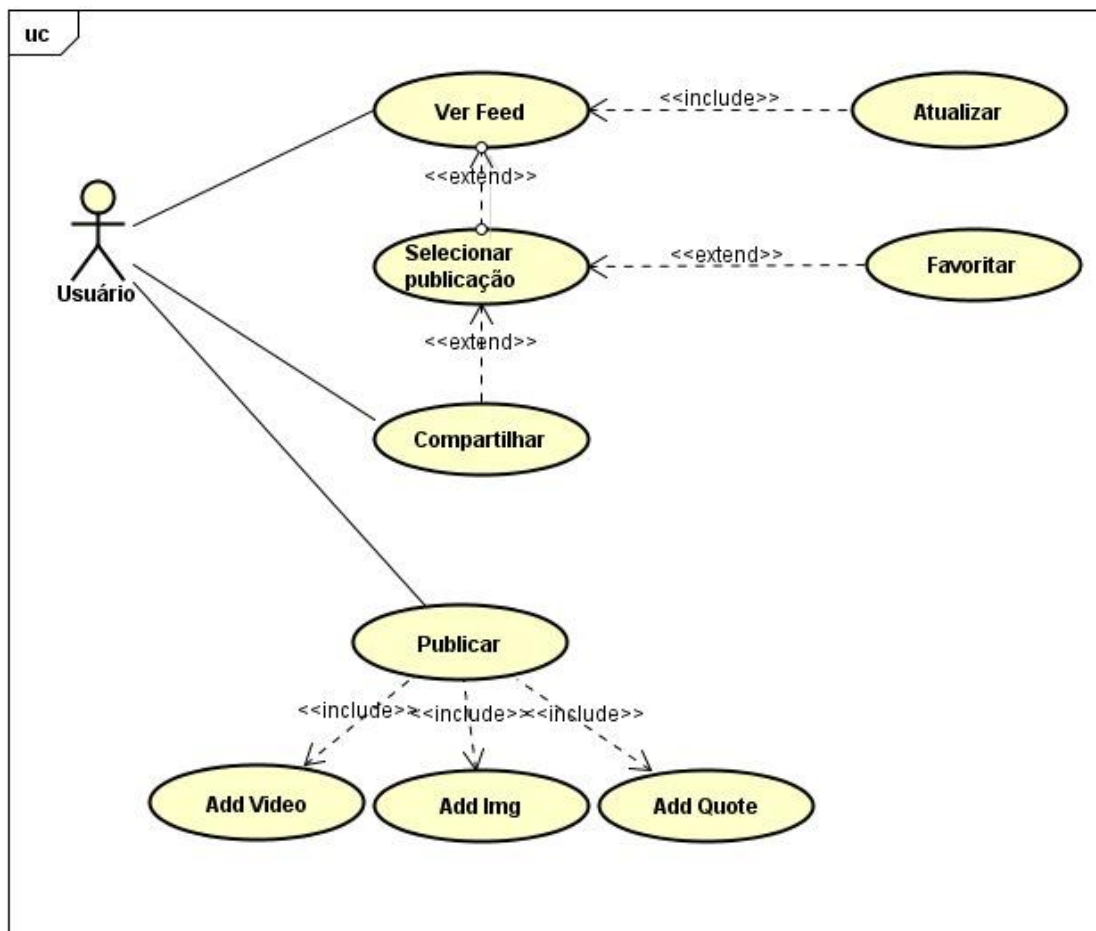 uc
Ver Feed
<<include>>
Atualizar
<<extend>>
Usuário
Selecionar
publicação
<<extend>>
Favoritar
<<extend>>
Compartilhar
Publicar
<<include>>
<<include>>
<<include>>
Add Video
Add Img
Add Quote